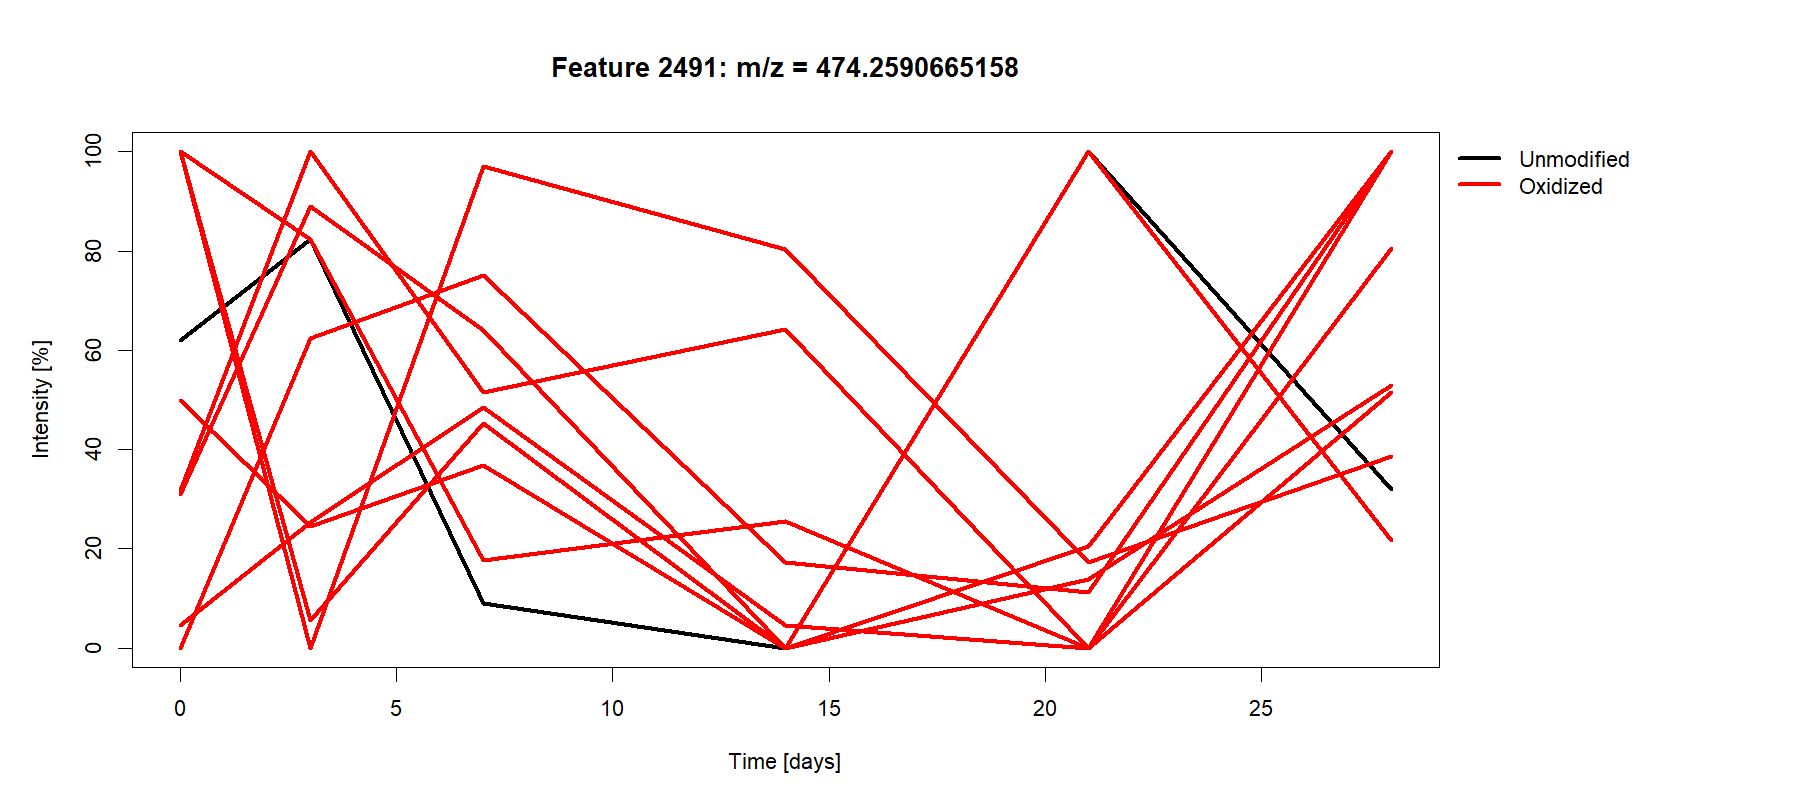 Feature 2491: m/z = 474.2590665158
Unmodified
Oxidized
Intensity [%]
100
80
60
40
20
0
0 5 10 15 20 25
Time [days]